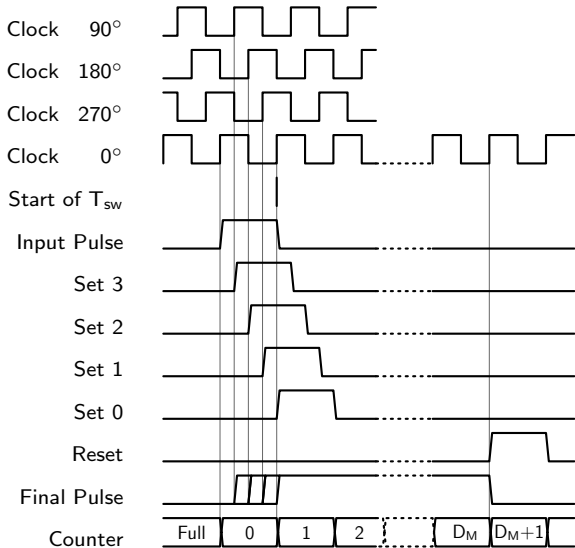 Clock 90°
Clock 180°
Clock 270°
Clock 0°
Start of Tsw
Input Pulse
Set 3
Set 2
Set 1
Set 0
Reset
Final Pulse
Counter Full 0 1 2 DM DM+1